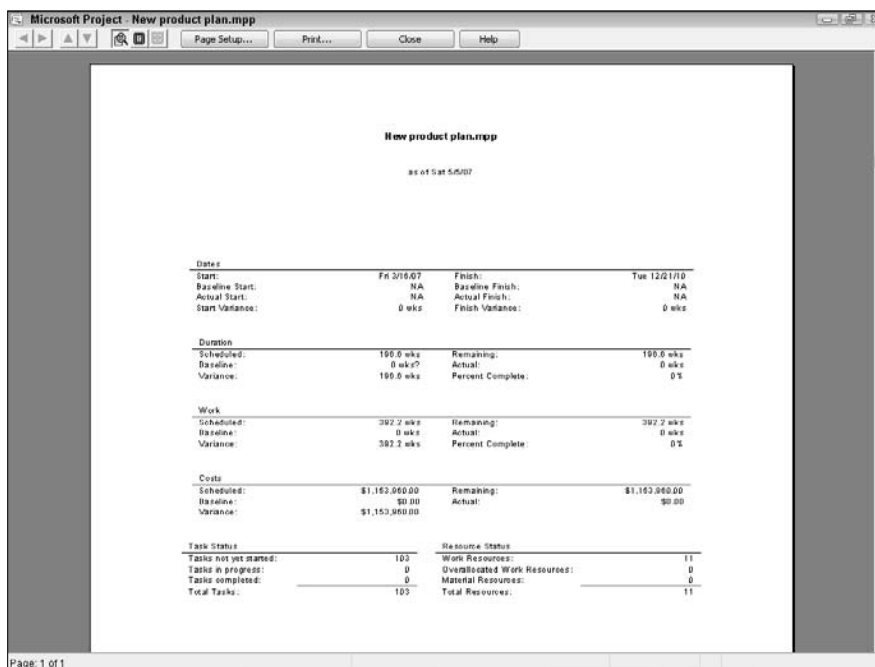 Microsoft Project - New product plan.mpp
Page Setup... Print... Close Help
New product plan.mpp
as of Sat 5/5/07
Dates
Start: Fri 3/16/07 Finish: Tue 12/21/10
Baseline Start: NA Baseline Finish: NA
Actual Start: NA Actual Finish: NA
Start Variance: 0 wks Finish Variance: 0 wks
Duration
Scheduled: 196.6 wks Remaining: 196.6 wks
Baseline: 0 wks? Actual: 0 wks
Variance: 196.6 wks Percent Complete: 0%
Work
Scheduled: 392.2 wks Remaining: 392.2 wks
Baseline: 0 wks Actual: 0 wks
Variance: 392.2 wks Percent Complete: 0%
Costs
Scheduled: $1,153,960.00 Remaining: $1,153,960.00
Baseline: $0.00 Actual: $0.00
Variance: $1,153,960.00
Task Status Resource Status
Tasks not yet started: 103 Work Resources: 11
Tasks in progress: 0 Overallocated Work Resources: 0
Tasks completed: 0 Material Resources: 0
Total Tasks: 103 Total Resources: 11
Page: 1 of 1